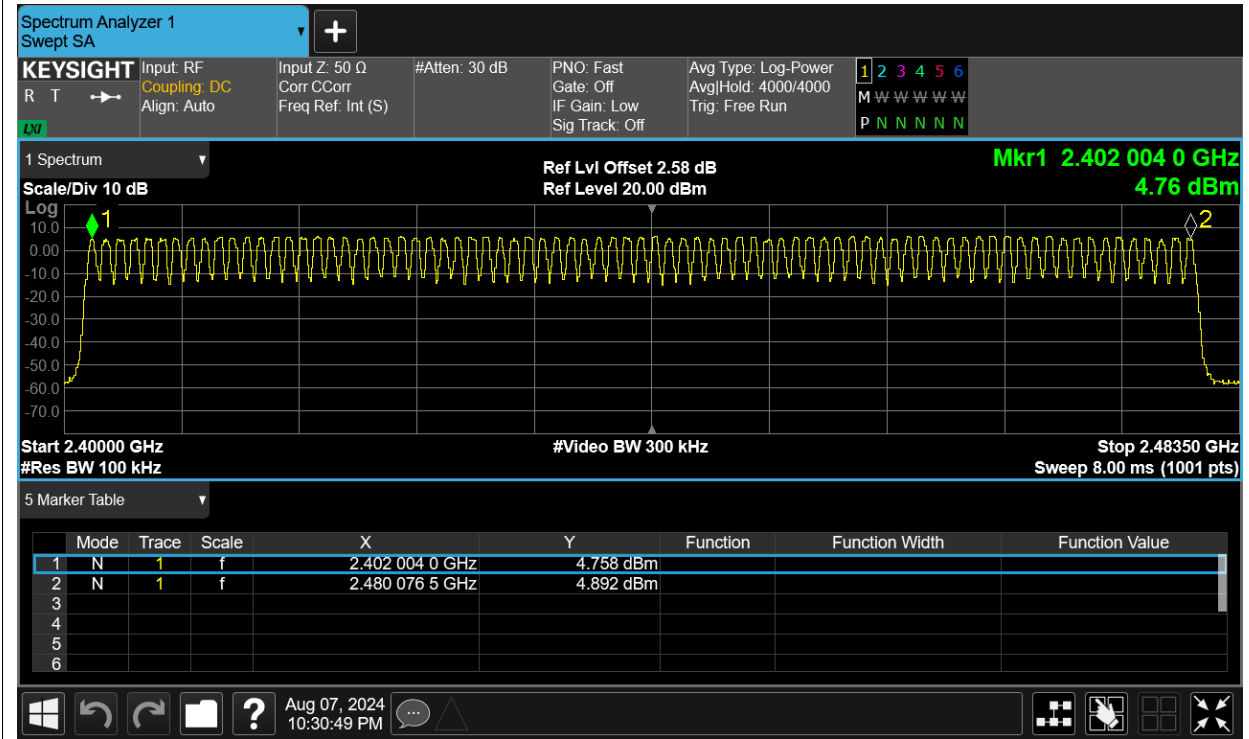 Spectrum Analyzer 1
Swept SA
+
KEYSIGHT
R T
LXI
Input: RF
Coupling: DC
Align: Auto
Input Z: 50 Ω
Corr CCorr
Freq Ref: Int (S)
#Atten: 30 dB
PNO: Fast
Gate: Off
IF Gain: Low
Sig Track: Off
Avg Type: Log-Power
Avg|Hold: 4000/4000
Trig: Free Run
1 2 3 4 5 6
M W W W W W W
P N N N N N N
1 Spectrum
Scale/Div 10 dB
Ref Lvl Offset 2.58 dB
Ref Level 20.00 dBm
Mkr1 2.402 004 0 GHz
4.76 dBm
Log
1
2
10.0
0.00
-10.0
-20.0
-30.0
-40.0
-50.0
-60.0
-70.0
Start 2.40000 GHz
#Res BW 100 kHz
#Video BW 300 kHz
Stop 2.48350 GHz
Sweep 8.00 ms (1001 pts)
5 Marker Table
Mode Trace Scale X Y Function Function Width Function Value
1 N 1 f 2.402 004 0 GHz 4.758 dBm
2 N 1 f 2.480 076 5 GHz 4.892 dBm
3
4
5
6
?
Aug 07, 2024
10:30:49 PM